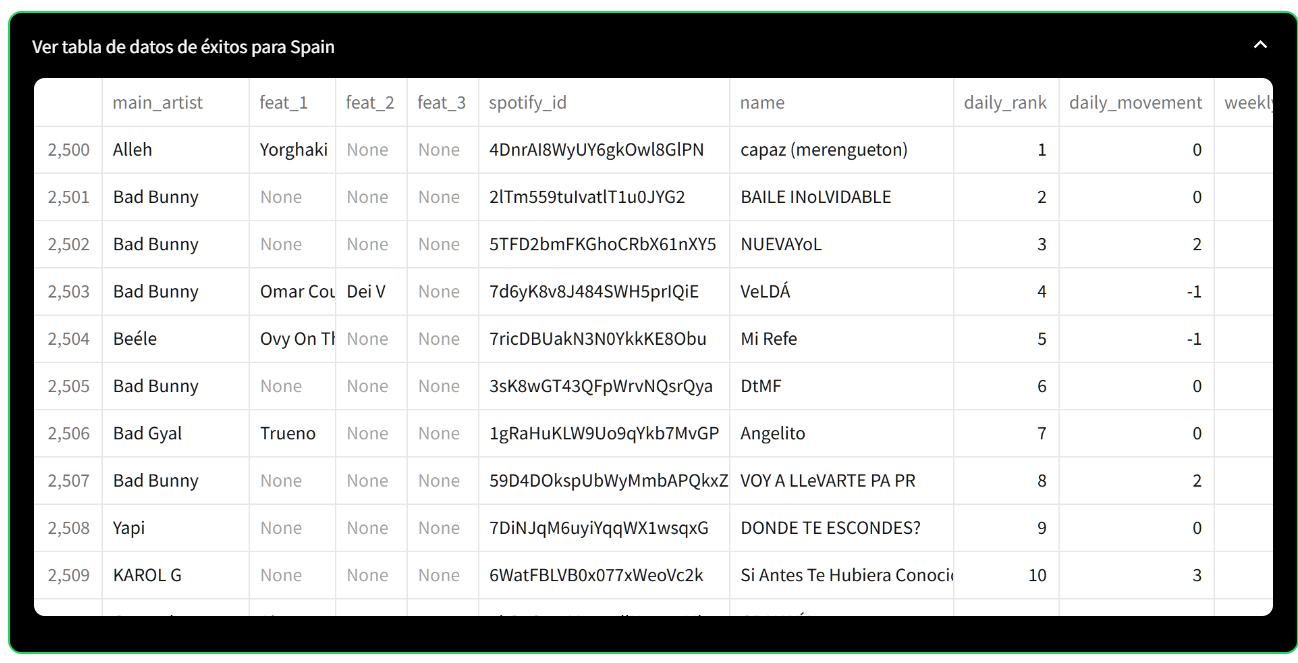 Ver tabla de datos de éxitos para Spain
main_artist feat_1 feat_2 feat_3 spotify_id name daily_rank daily_movement weekly
2,500 Alleh Yorghaki None None 4DnrAI8WyUY6gkOwl8GlPN capaz (merengueton) 1 0
2,501 Bad Bunny None None None 2lTm559tuIvatlT1u0JYG2 BAILE INoLVIDABLE 2 0
2,502 Bad Bunny None None None 5TFD2bmFKGhoCRbX61nXY5 NUEVAYoL 3 2
2,503 Bad Bunny Omar Cou Dei V None 7d6yK8v8J484SWH5prIQiE VeLDÁ 4 -1
2,504 Beéle Ovy On Th None None 7ricDBUakN3N0YkkKE8Obu Mi Refe 5 -1
2,505 Bad Bunny None None None 3sK8wGT43QFpWrvNQsrQya DtMF 6 0
2,506 Bad Gyal Trueno None None 1gRaHuKLW9Uo9qYkb7MvGP Angelito 7 0
2,507 Bad Bunny None None None 59D4DOkspUbWyMmbAPQkxZ VOY A LLeVARTE PA PR 8 2
2,508 Yapi None None None 7DiNJqM6uyiYqqWX1wsqxG DONDE TE ESCONDES? 9 0
2,509 KAROL G None None None 6WatFBLVB0x077xWeoVc2k Si Antes Te Hubiera Conocid 10 3